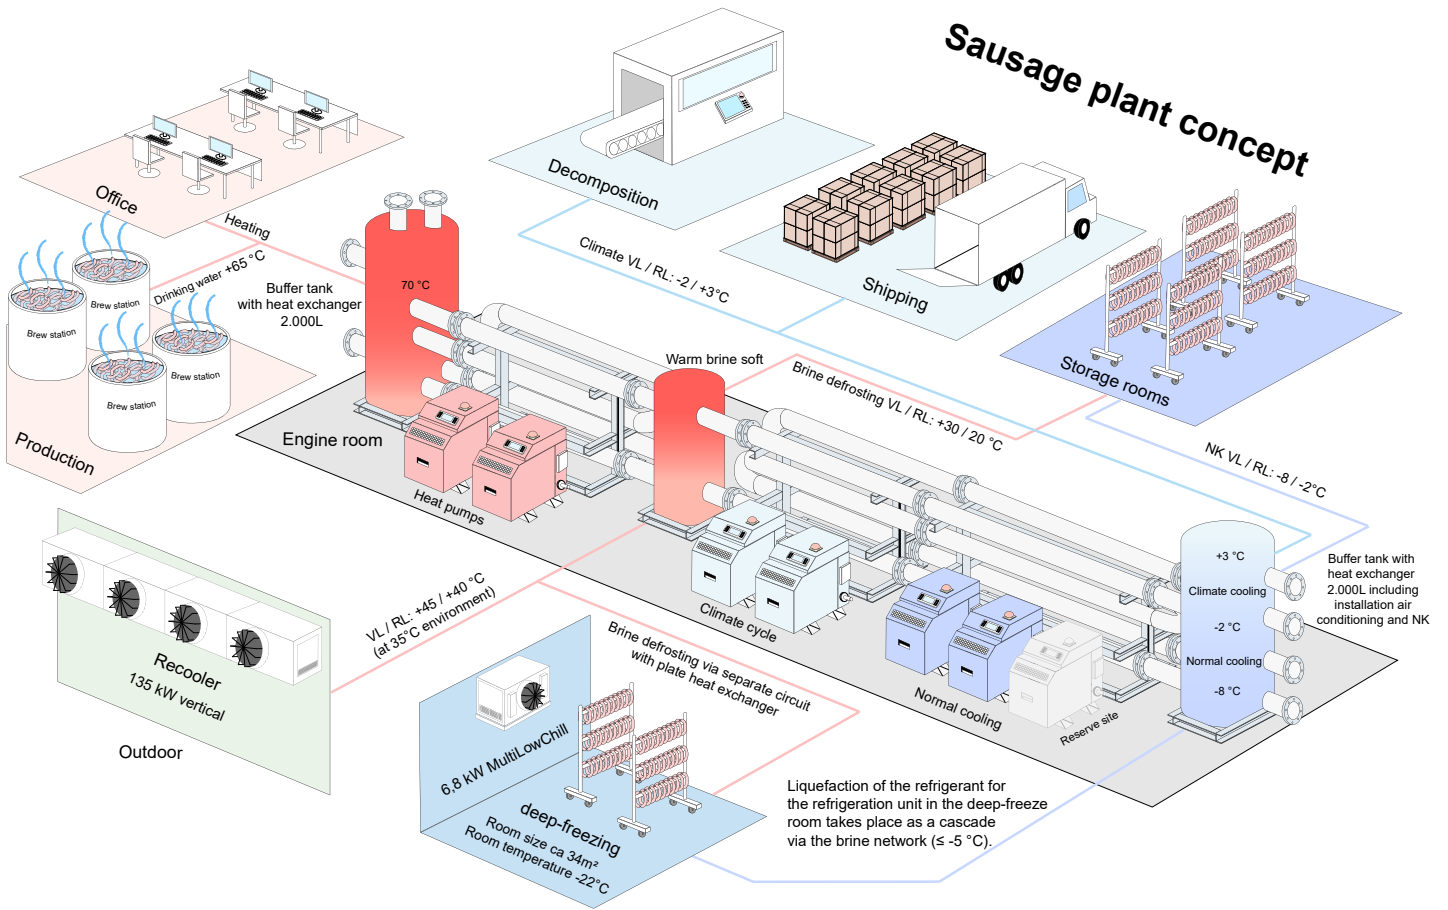 Sausage plant concept
Office
Heating
Decomposition
Climate VL / RL: -2 / +3°C
Shipping
Storage rooms
Drinking water +65 °C
Brew station
Brew station
Brew station
Brew station
Production
Buffer tank
with heat exchanger
2.000L
70 °C
Warm brine soft
Brine defrosting VL / RL: +30 / 20 °C
NK VL / RL: -8 / -2°C
Engine room
Heat pumps
Climate cycle
Normal cooling
Reserve site
+3 °C
Climate cooling
-2 °C
Normal cooling
-8 °C
Buffer tank with
heat exchanger
2.000L including
installation air
conditioning and NK
VL / RL: +45 / +40 °C
(at 35°C environment)
Recooler
135 kW vertical
Outdoor
Brine defrosting via separate circuit
with plate heat exchanger
6,8 kW MultiLowChill
deep-freezing
Room size ca 34m²
Room temperature -22°C
Liquefaction of the refrigerant for
the refrigeration unit in the deep-freeze
room takes place as a cascade
via the brine network (≤ -5 °C).